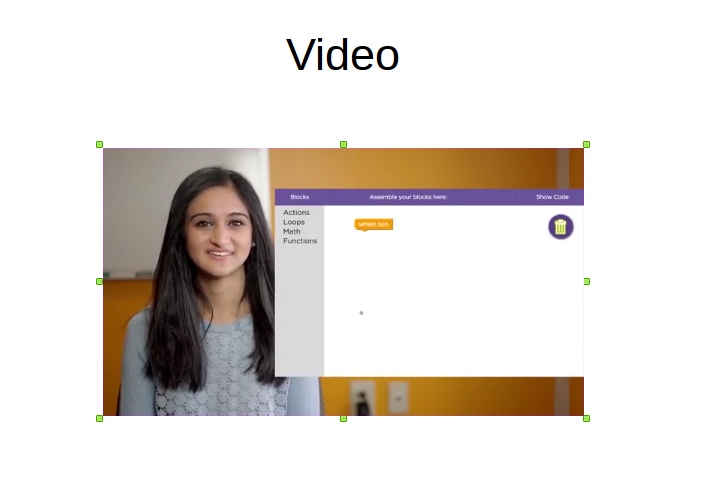 Video
Blocks
Assemble your blocks here:
Show Code
Actions
Loops
Math
Functions
when run